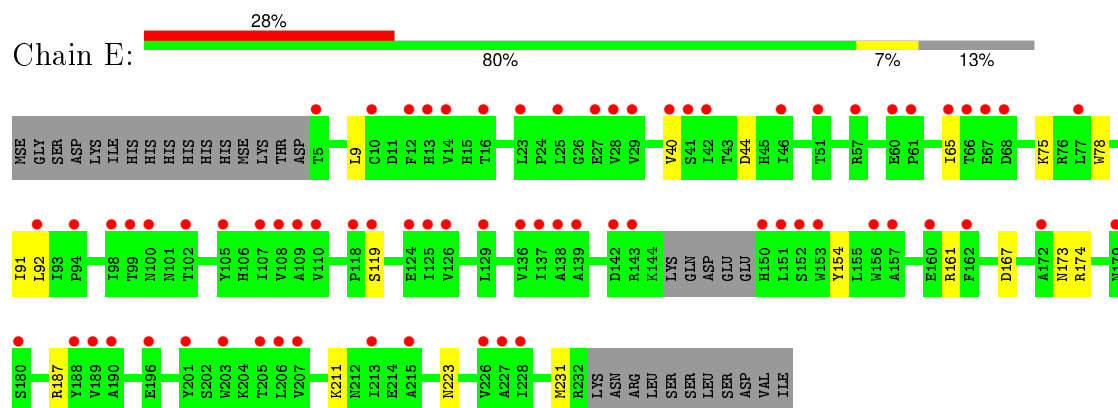 28%
Chain E:
80% 7% 13%
MSE GLY SER ASP LYS ILE HIS HIS HIS HIS HIS HIS MSE LYS THR ASP T5 L9 C10 D11 F12 H13 V14 H15 T16 L23 P24 L25 G26 E27 V28 V29 V40 S41 I42 T43 D44 H45 I46 T51 R57 E60 P61 I65 T66 E67 D68 K75 R76 L77 W78
I91 L92 I93 P94 I98 T99 N100 N101 T102 Y105 H106 I107 V108 A109 V110 P118 S119 E124 I125 V126 L129 V136 I137 A138 A139 D142 R143 K144 LYS GLN ASP GLU GLU H150 L151 S152 W153 Y154 L155 W156 A157 E160 R161 F162 D167 A172 N173 R174
S180 R187 Y188 V189 A190 E196 Y201 S202 W203 K204 T205 L206 V207 K211 N212 I213 E214 A215 N223 V226 A227 I228 M231 R232 LYS ASN ARG LEU SER SER LEU SER ASP VAL ILE